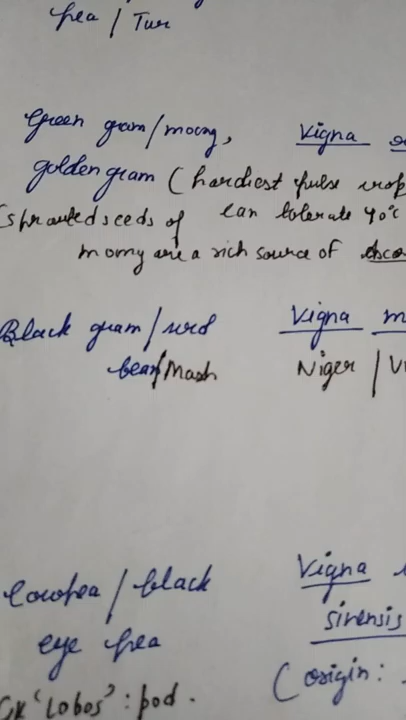 pea / Tur
Green gram/moong, Vigna
golden gram (hardiest pulse crop
(sprouted seeds of can tolerate 40°C
moong are a rich source of
Black gram/urd Vigna m
bean/Mash Niger / Vi
Cowpea / black Vigna
eye pea sinensis
(origin:
GK 'Lobos' : pod.